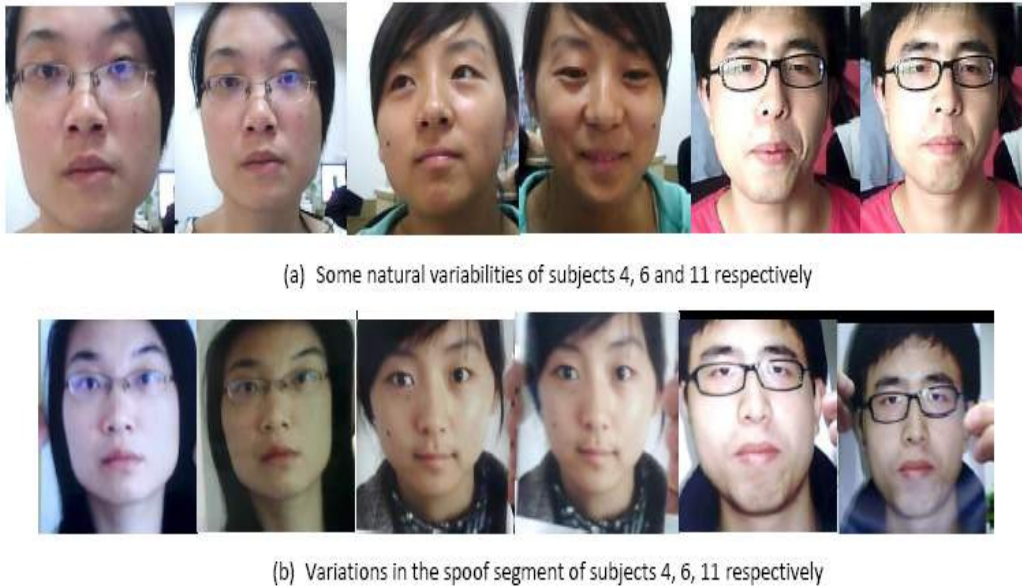 (a) Some natural variabilities of subjects 4, 6 and 11 respectively
(b) Variations in the spoof segment of subjects 4, 6, 11 respectively